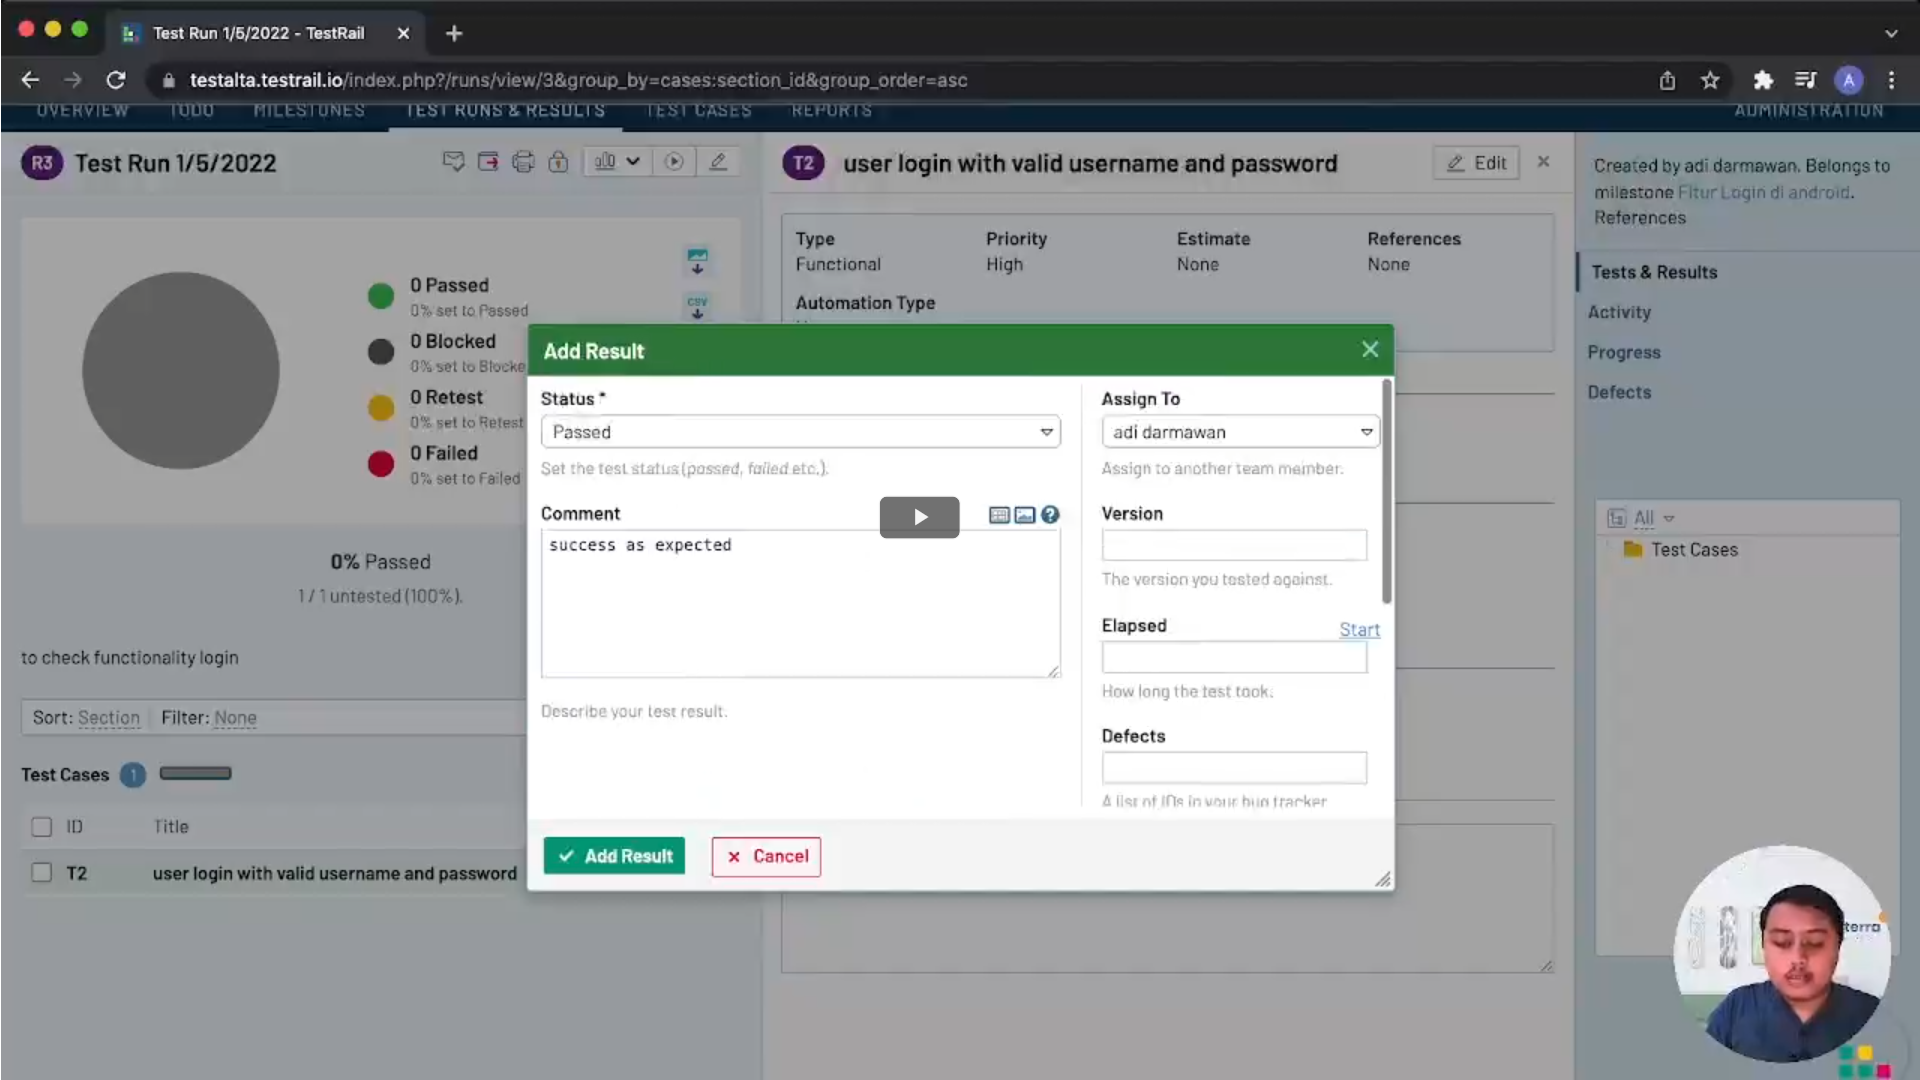 Test Run 1/5/2022 - TestRail
testalta.testrail.io/index.php?/runs/view/3&group_by=cases:section_id&group_order=asc
A
OVERVIEW TODO MILESTONES TEST RUNS & RESULTS TEST CASES REPORTS ADMINISTRATION
R3 Test Run 1/5/2022
T2 user login with valid username and password
Edit
Created by adi darmawan. Belongs to
milestone Fitur Login di android.
References
Type Priority Estimate References
Functional High None None
Automation Type
Tests & Results
Activity
Progress
Defects
All
Test Cases
0 Passed
0% set to Passed
0 Blocked
0% set to Blocke
0 Retest
0% set to Retest
0 Failed
0% set to Failed
CSV
0% Passed
1 / 1 untested (100%).
to check functionality login
Sort: Section Filter: None
Test Cases 1
ID Title
T2 user login with valid username and password
Add Result
Status *
Passed
Set the test status (passed, failed etc.).
Comment
success as expected
Describe your test result.
Assign To
adi darmawan
Assign to another team member.
Version
The version you tested against.
Elapsed Start
How long the test took.
Defects
A list of IDs in your bug tracker
Add Result Cancel
terra